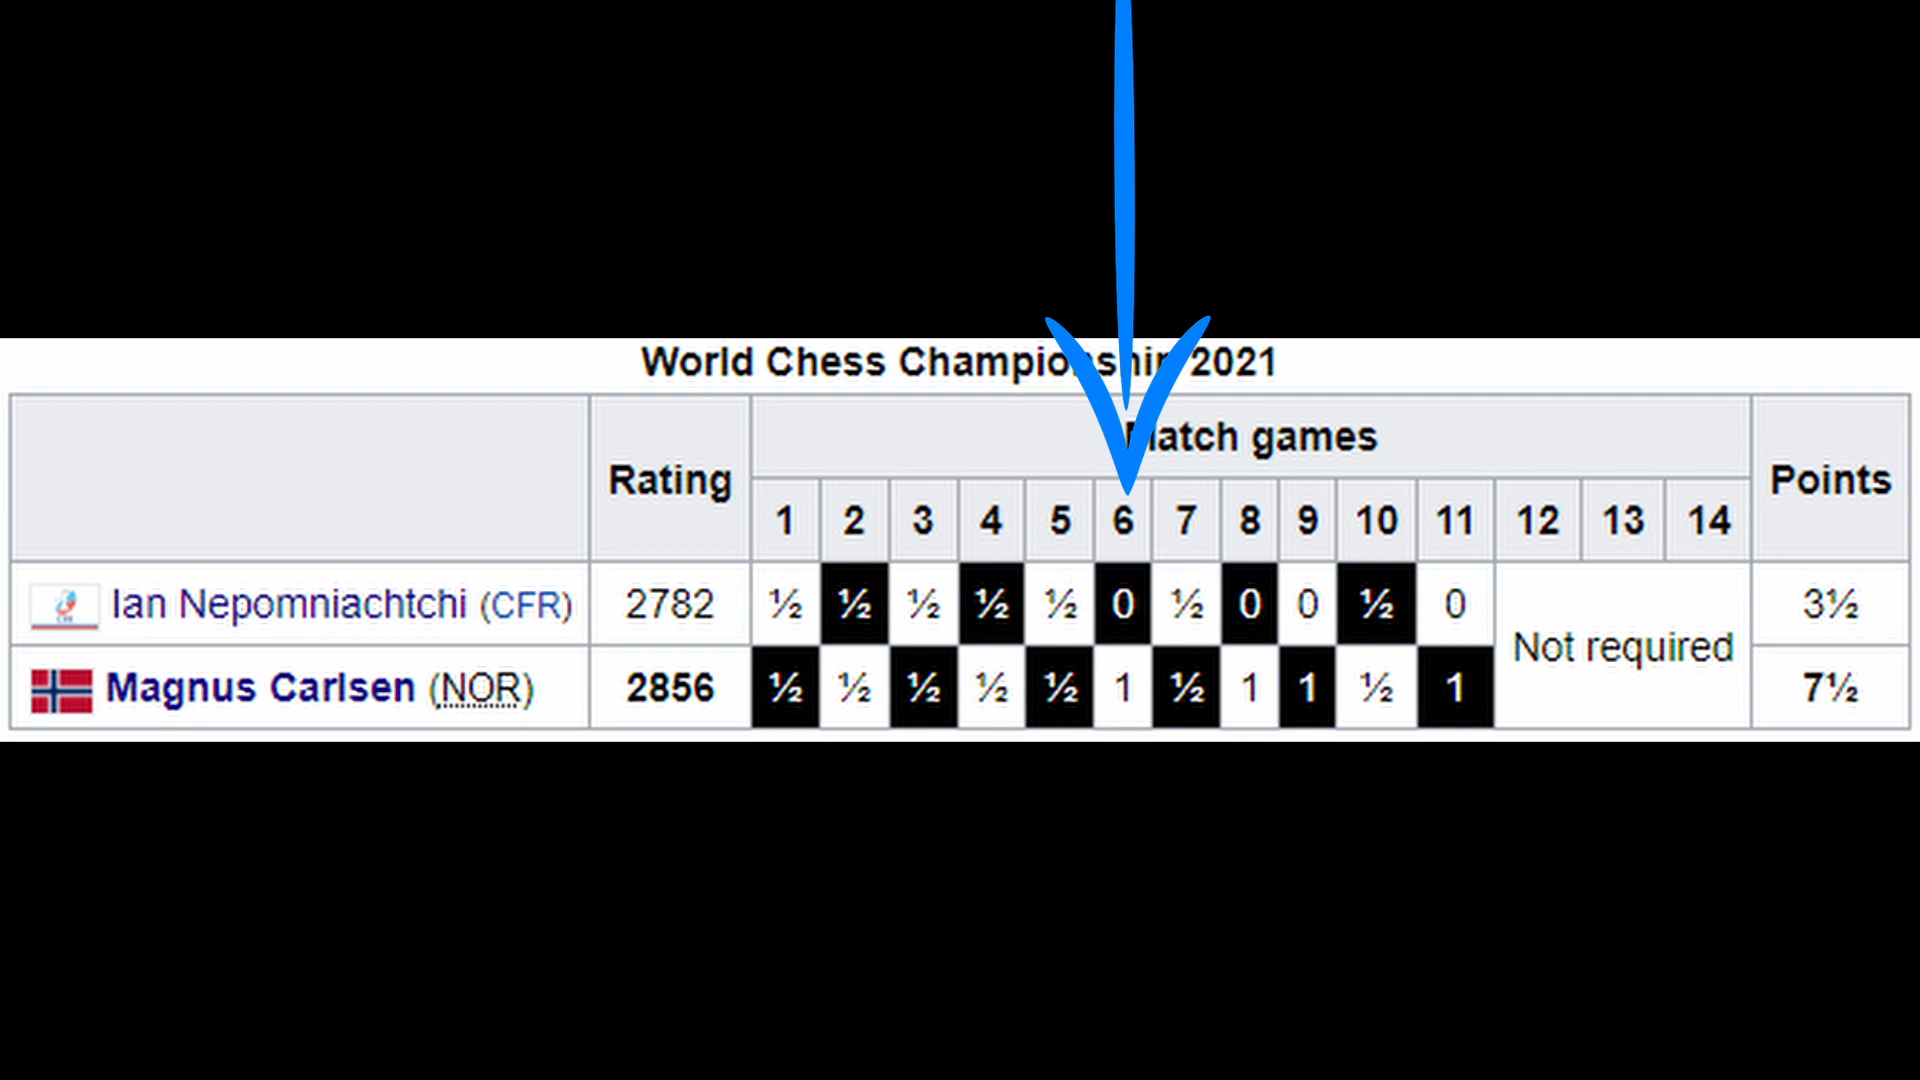 World Chess Championship 2021
Rating Match games Points
1 2 3 4 5 6 7 8 9 10 11 12 13 14
Ian Nepomniachtchi (CFR) 2782 ½ ½ ½ ½ ½ 0 ½ 0 0 ½ 0 Not required 3½
Magnus Carlsen (NOR) 2856 ½ ½ ½ ½ ½ 1 ½ 1 1 ½ 1 7½